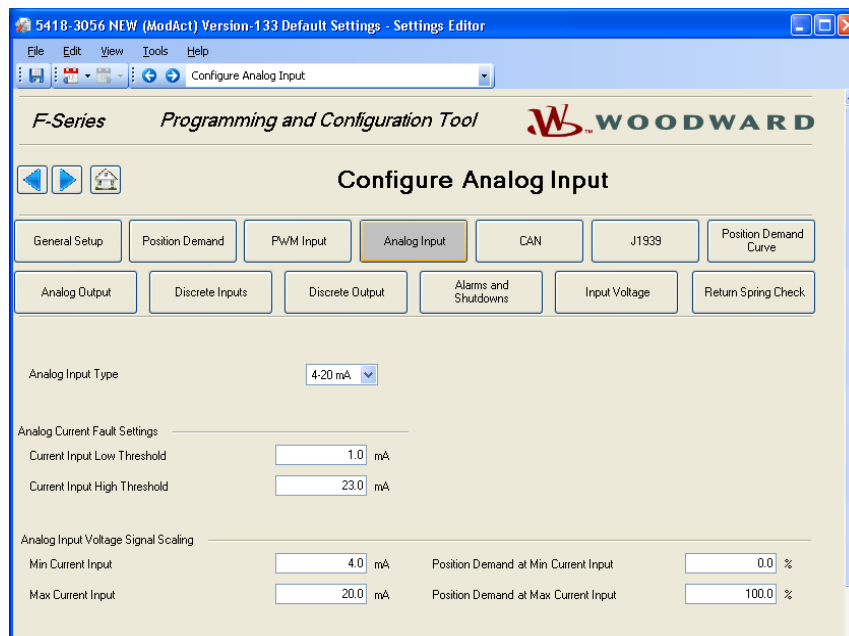 5418-3056 NEW (ModAct) Version-133 Default Settings - Settings Editor
File Edit View Tools Help
Configure Analog Input
F-Series Programming and Configuration Tool WOODWARD
Configure Analog Input
General Setup Position Demand PWM Input Analog Input CAN J1939 Position Demand Curve
Analog Output Discrete Inputs Discrete Output Alarms and Shutdowns Input Voltage Return Spring Check
Analog Input Type 4-20 mA
Analog Current Fault Settings
Current Input Low Threshold 1.0 mA
Current Input High Threshold 23.0 mA
Analog Input Voltage Signal Scaling
Min Current Input 4.0 mA Position Demand at Min Current Input 0.0 %
Max Current Input 20.0 mA Position Demand at Max Current Input 100.0 %